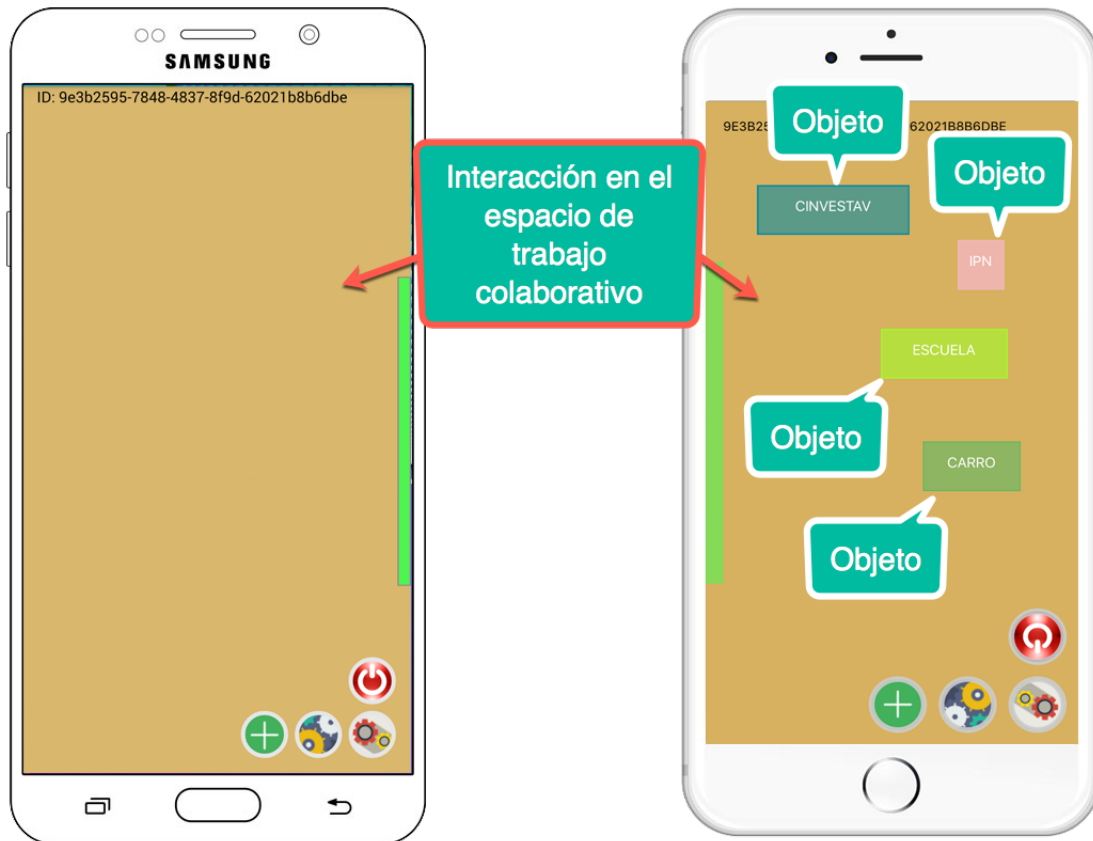 SAMSUNG
ID: 9e3b2595-7848-4837-8f9d-62021b8b6dbe
Interacción en el
espacio de
trabajo
colaborativo
9E3B25
62021B8B6DBE
Objeto
Objeto
CINVESTAV
IPN
ESCUELA
Objeto
CARRO
Objeto